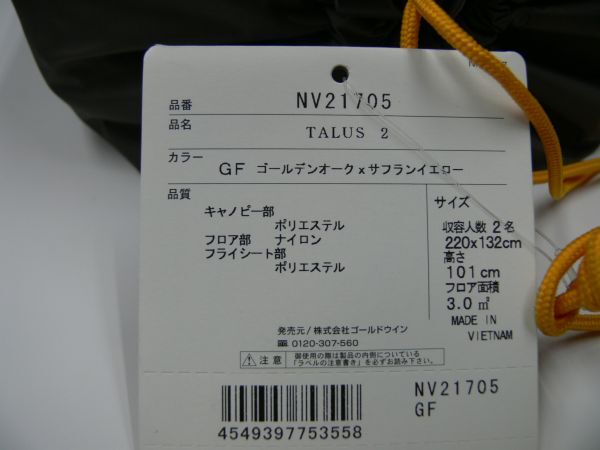 品番 NV21705
品名 TALUS 2
カラー GF ゴールデンオークxサフランイエロー
品質
キャノピー部
ポリエステル
フロア部 ナイロン
フライシート部
ポリエステル
サイズ
収容人数 2名
220x132cm
高さ
101cm
フロア面積
3.0㎡
MADE IN
VIETNAM
発売元/株式会社ゴールドウイン
0120-307-560
注意 御使用の際は製品の内側についている
「ラベルの注意書き」を必ずお読み下さい。
4549397753558
NV21705
GF